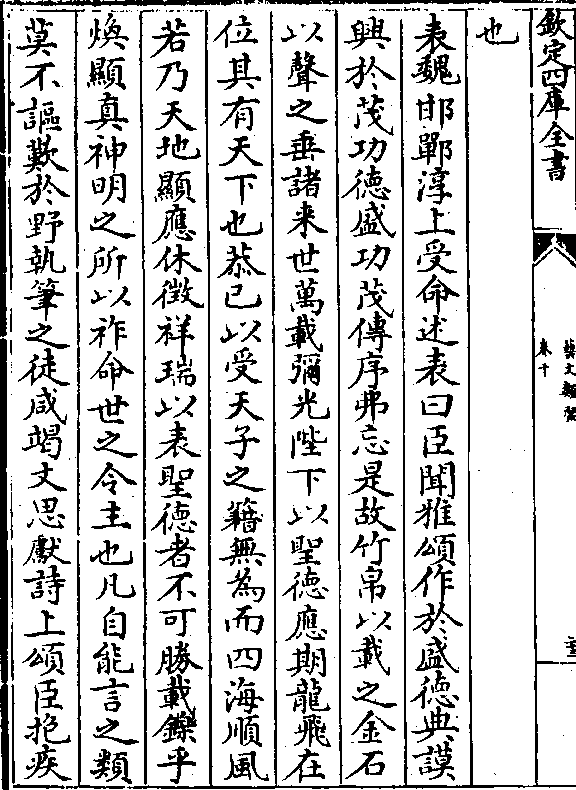 欽定四庫全書
藝文類聚
卷十
也
表魏邯鄲淳上受命述表曰臣聞雅頌作於盛德典謨
興於茂功德盛功茂傳序弗忘是故竹帛以載之金石
以聲之垂諸来世萬載彌光陛下以聖德應期龍飛在
位其有天下也恭已以受天子之籍無為而四海順風
若乃天地顯應休徵祥瑞以表聖德者不可勝載鑠乎
煥顯真神明之所以祚命世之令主也凡自能言之類
莫不謳歎於野執筆之徒咸竭文思獻詩上頌臣抱疾